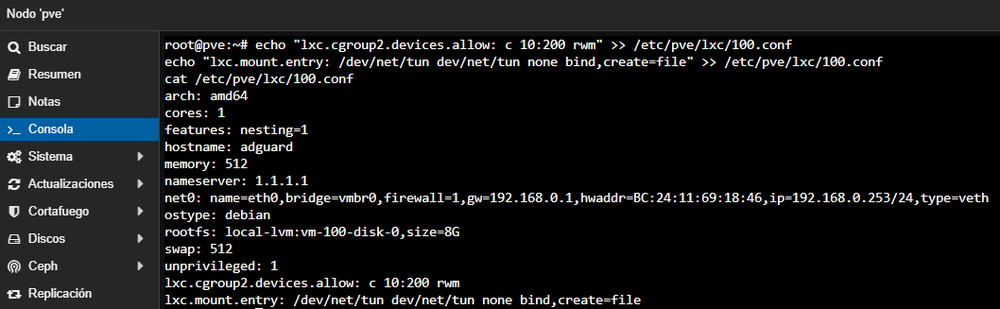 Nodo 'pve'
Buscar
Resumen
Notas
Consola
Sistema
Actualizaciones
Cortafuego
Discos
Ceph
Replicación
root@pve:~# echo "lxc.cgroup2.devices.allow: c 10:200 rwm" >> /etc/pve/lxc/100.conf
echo "lxc.mount.entry: /dev/net/tun dev/net/tun none bind,create=file" >> /etc/pve/lxc/100.conf
cat /etc/pve/lxc/100.conf
arch: amd64
cores: 1
features: nesting=1
hostname: adguard
memory: 512
nameserver: 1.1.1.1
net0: name=eth0,bridge=vmbr0,firewall=1,gw=192.168.0.1,hwaddr=BC:24:11:69:18:46,ip=192.168.0.253/24,type=veth
ostype: debian
rootfs: local-lvm:vm-100-disk-0,size=8G
swap: 512
unprivileged: 1
lxc.cgroup2.devices.allow: c 10:200 rwm
lxc.mount.entry: /dev/net/tun dev/net/tun none bind,create=file